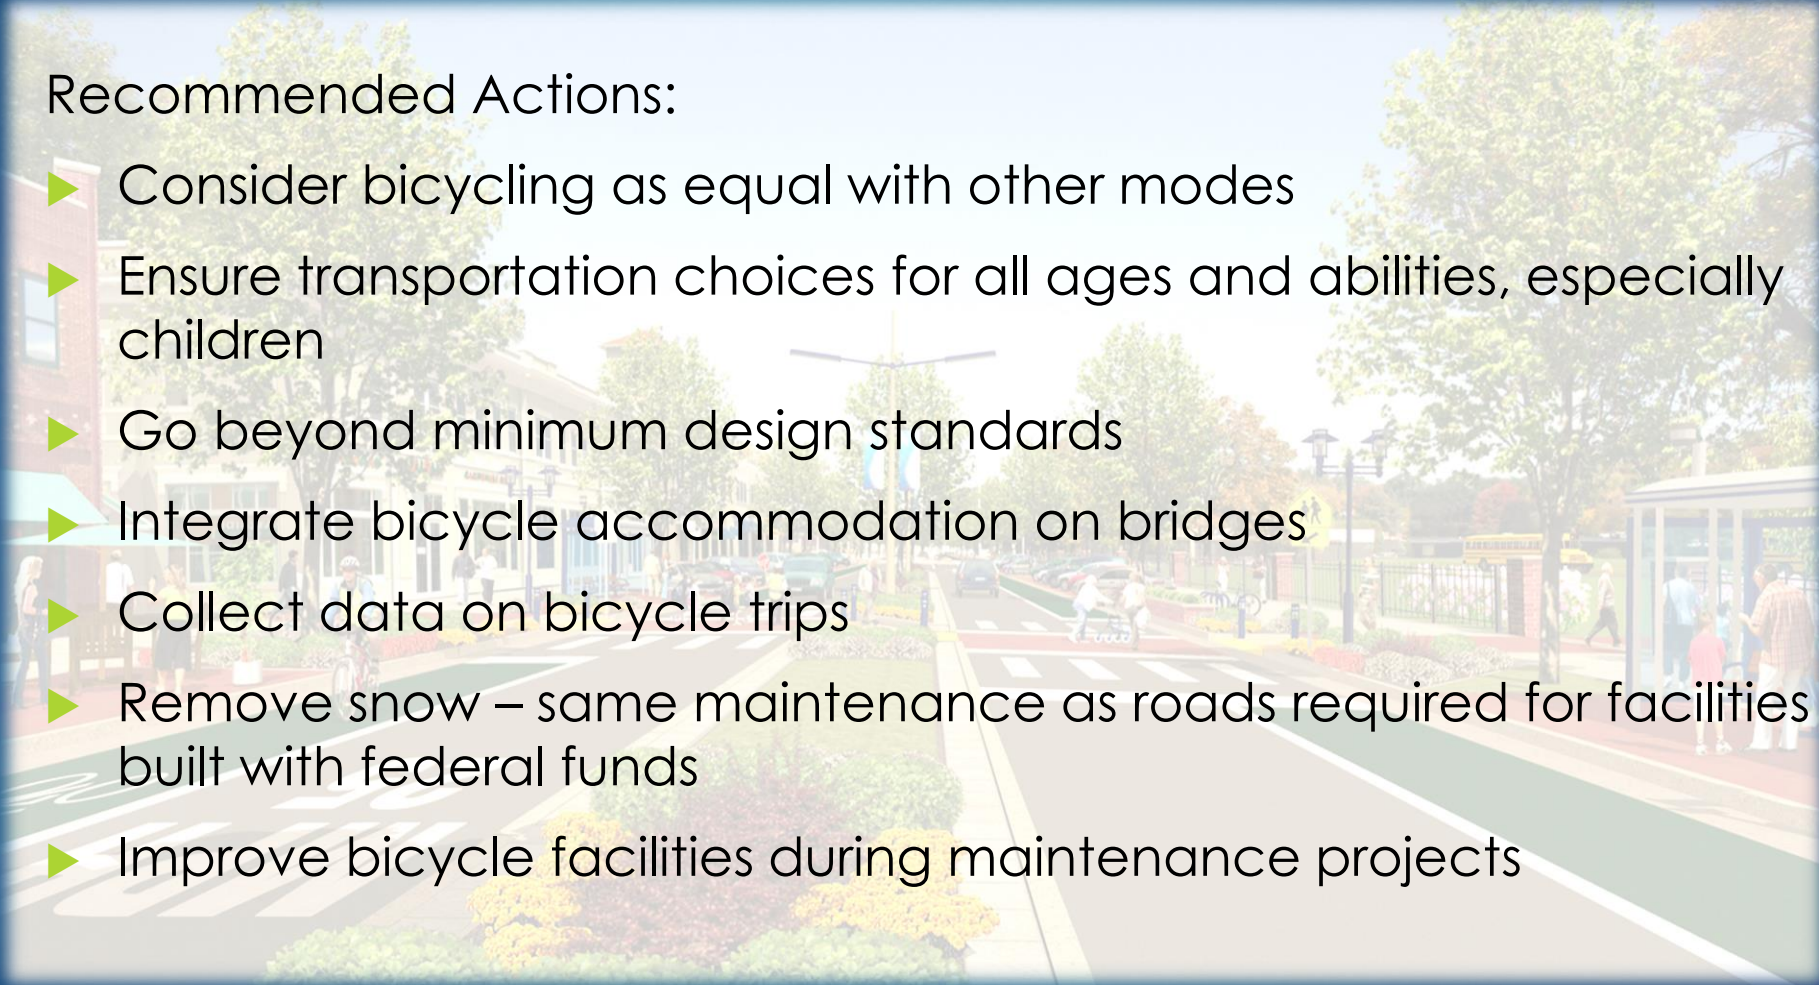 Recommended Actions:
Consider bicycling as equal with other modes
Ensure transportation choices for all ages and abilities, especially
children
Go beyond minimum design standards
Integrate bicycle accommodation on bridges
Collect data on bicycle trips
Remove snow – same maintenance as roads required for facilities
built with federal funds
Improve bicycle facilities during maintenance projects